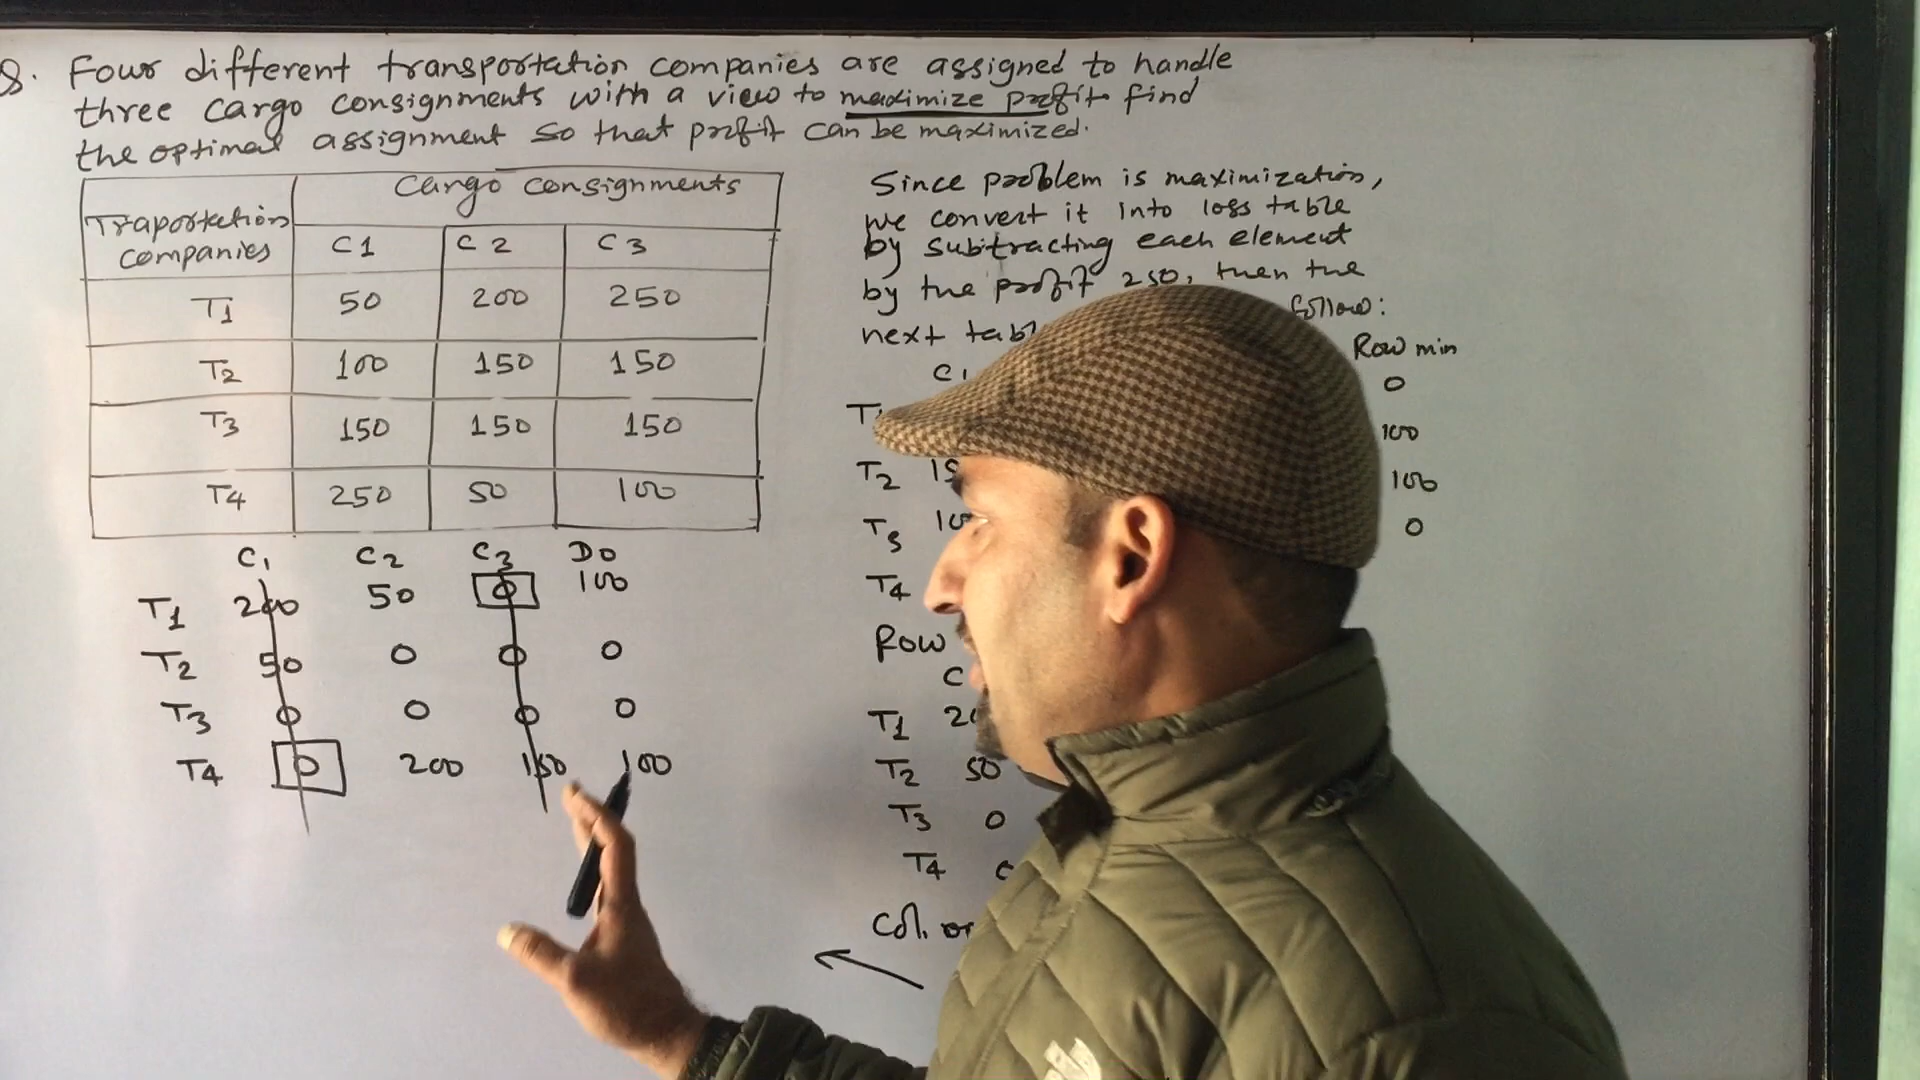 Q. Four different transportation companies are assigned to handle
three cargo consignments with a view to maximize profit find
the optimal assignment so that profit can be maximized.
Traportation companies Cargo consignments
C1 C2 C3
T1 50 200 250
T2 100 150 150
T3 150 150 150
T4 250 50 100
C1 C2 C3 D0
T1 200 50 0 100
T2 50 0 0 0
T3 0 0 0 0
T4 0 200 150 100
Since problem is maximization,
we convert it into loss table
by subtracting each element
by the profit 250, then the
next follow:
Row min
C1 0
T1 100
T2 100
T3 0
T4
Row
C
T1
T2 50
T3 0
T4
Col.